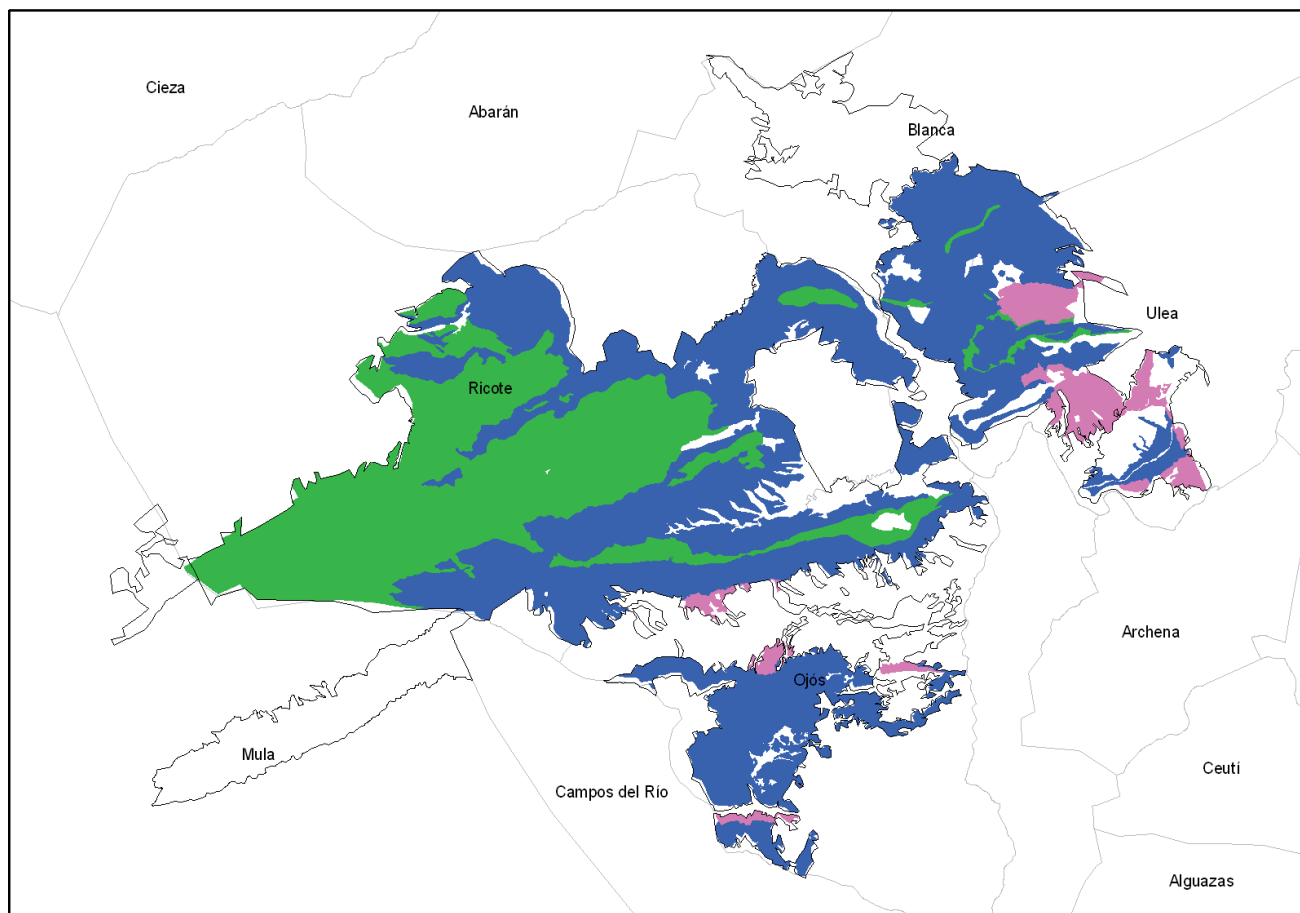 Cieza
Abarán
Blanca
Ulea
Ricote
Archena
Ojós
Mula
Campos del Río
Ceutí
Alguazas